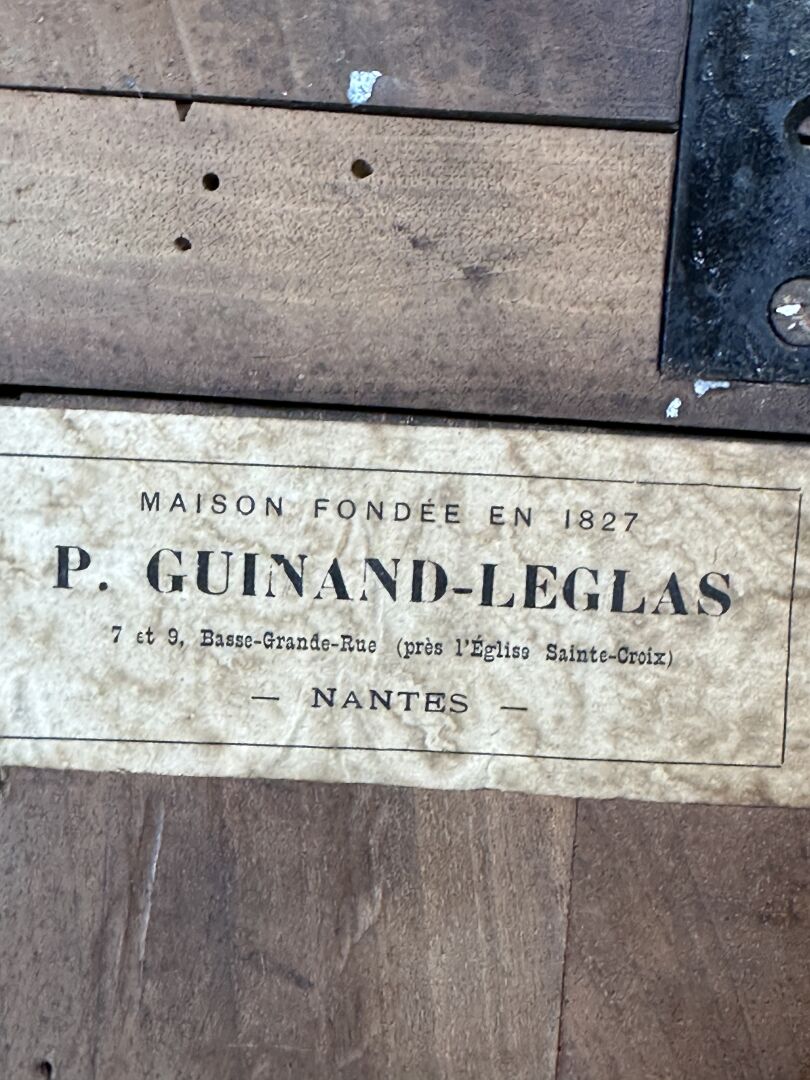 MAISON FONDÉE EN 1827
P. GUINAND-LEGLAS
7 et 9, Basse-Grande-Rue (près l'Église Sainte-Croix)
— NANTES —